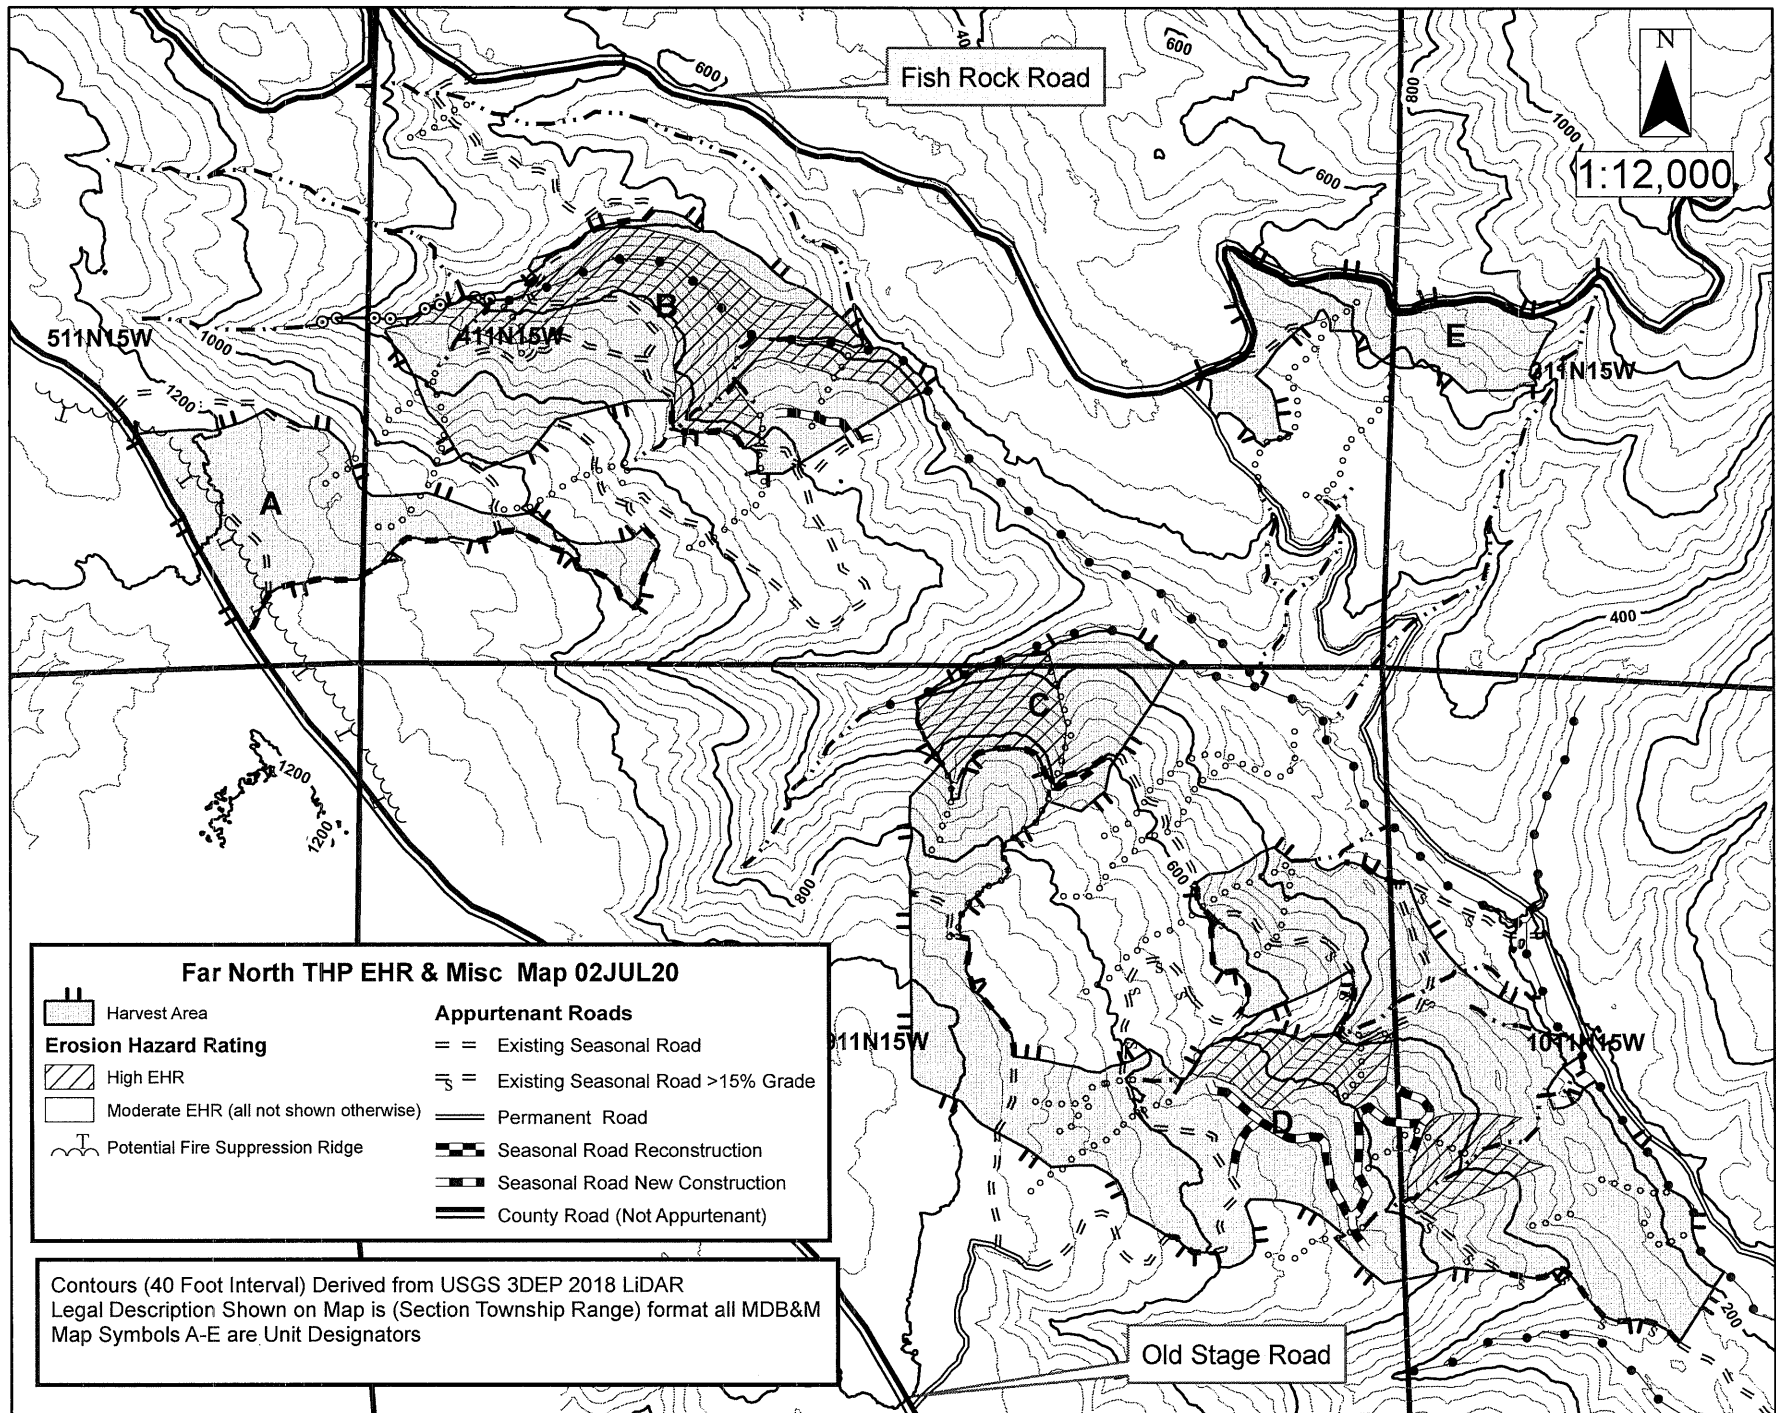 40
600
600
Fish Rock Road
800
N
1000
1:12,000
600
B
511N15W
1000
411N15W
E
311N15W
1200
A
400
C
1200
1200
800
600
Far North THP EHR & Misc Map 02JUL20
Harvest Area
Erosion Hazard Rating
High EHR
Moderate EHR (all not shown otherwise)
T
Potential Fire Suppression Ridge
Appurtenant Roads
Existing Seasonal Road
S
Existing Seasonal Road >15% Grade
Permanent Road
Seasonal Road Reconstruction
Seasonal Road New Construction
County Road (Not Appurtenant)
911N15W
1011N15W
D
200
Contours (40 Foot Interval) Derived from USGS 3DEP 2018 LiDAR
Legal Description Shown on Map is (Section Township Range) format all MDB&M
Map Symbols A-E are Unit Designators
Old Stage Road